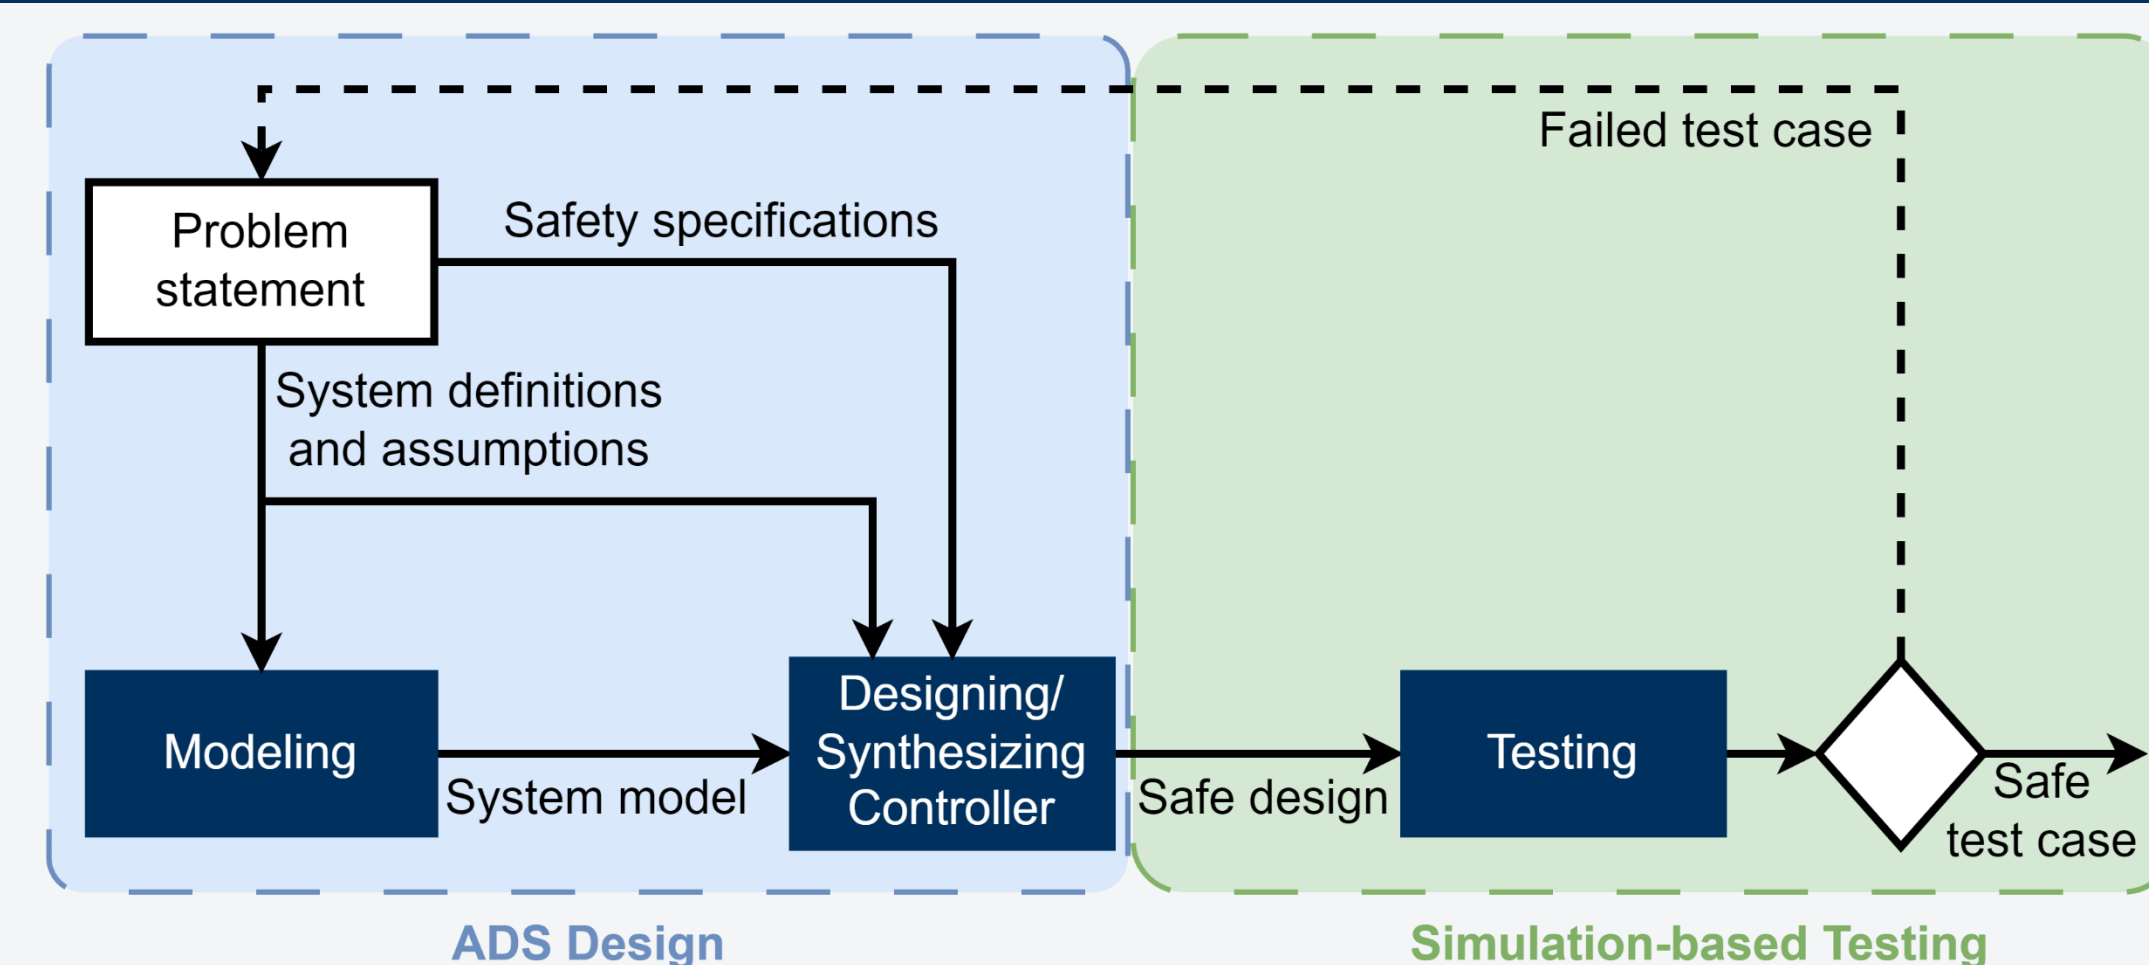 Failed test case
Problem
statement
Safety specifications
System definitions
and assumptions
Modeling
System model
Designing/
Synthesizing
Controller
Safe design
Testing
Safe
test case
ADS Design
Simulation-based Testing